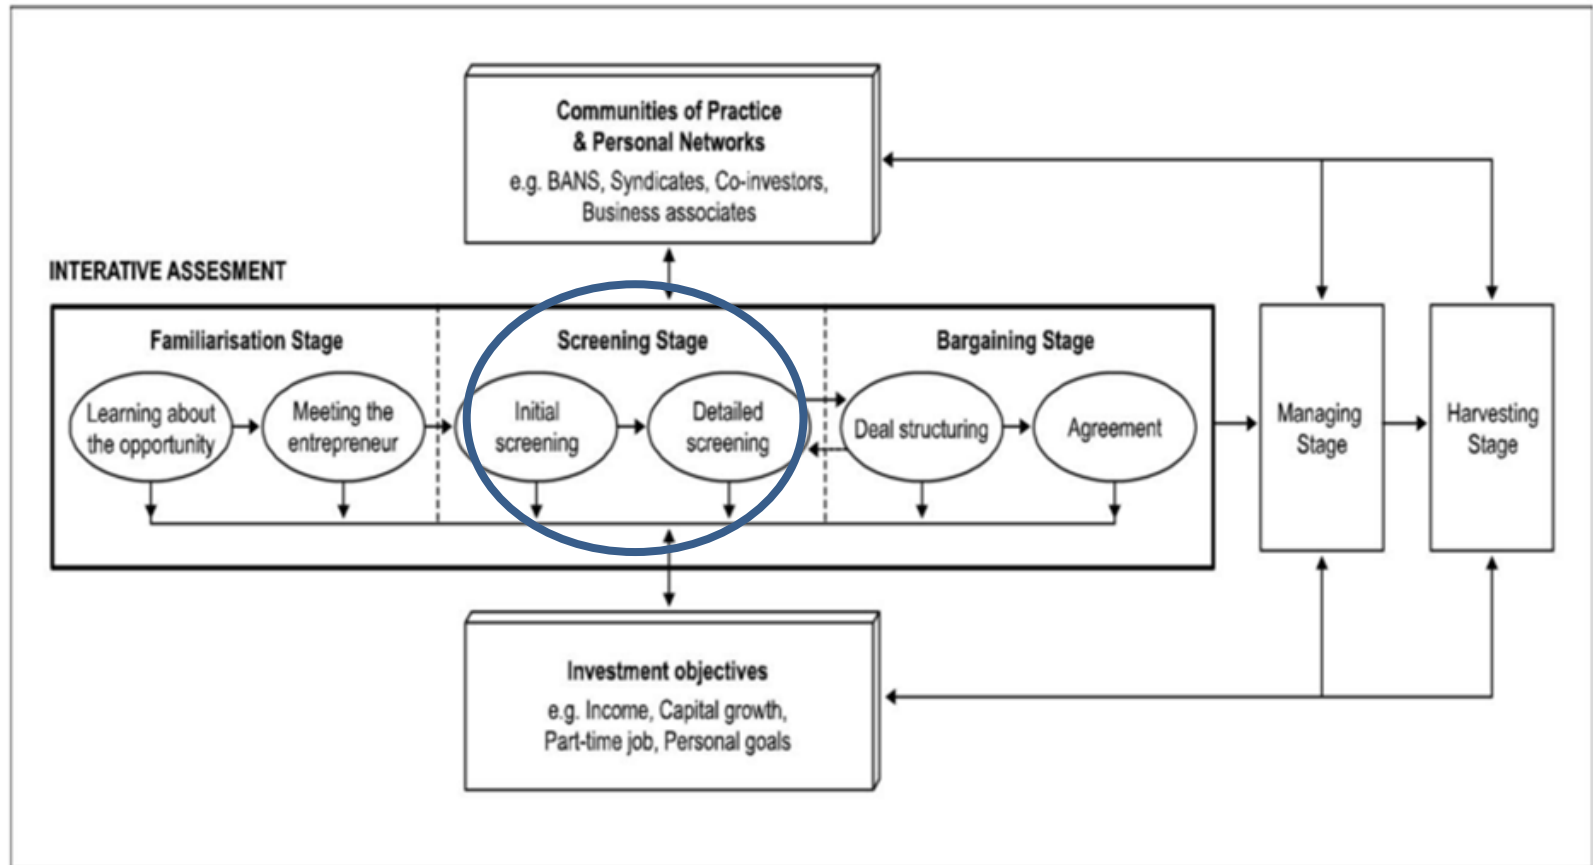 Communities of Practice
& Personal Networks
e.g. BANS, Syndicates, Co-investors,
Business associates
INTERATIVE ASSESMENT
Familiarisation Stage
Screening Stage
Bargaining Stage
Learning about
the opportunity
Meeting the
entrepreneur
Initial
screening
Detailed
screening
Deal structuring
Agreement
Managing
Stage
Harvesting
Stage
Investment objectives
e.g. Income, Capital growth,
Part-time job, Personal goals